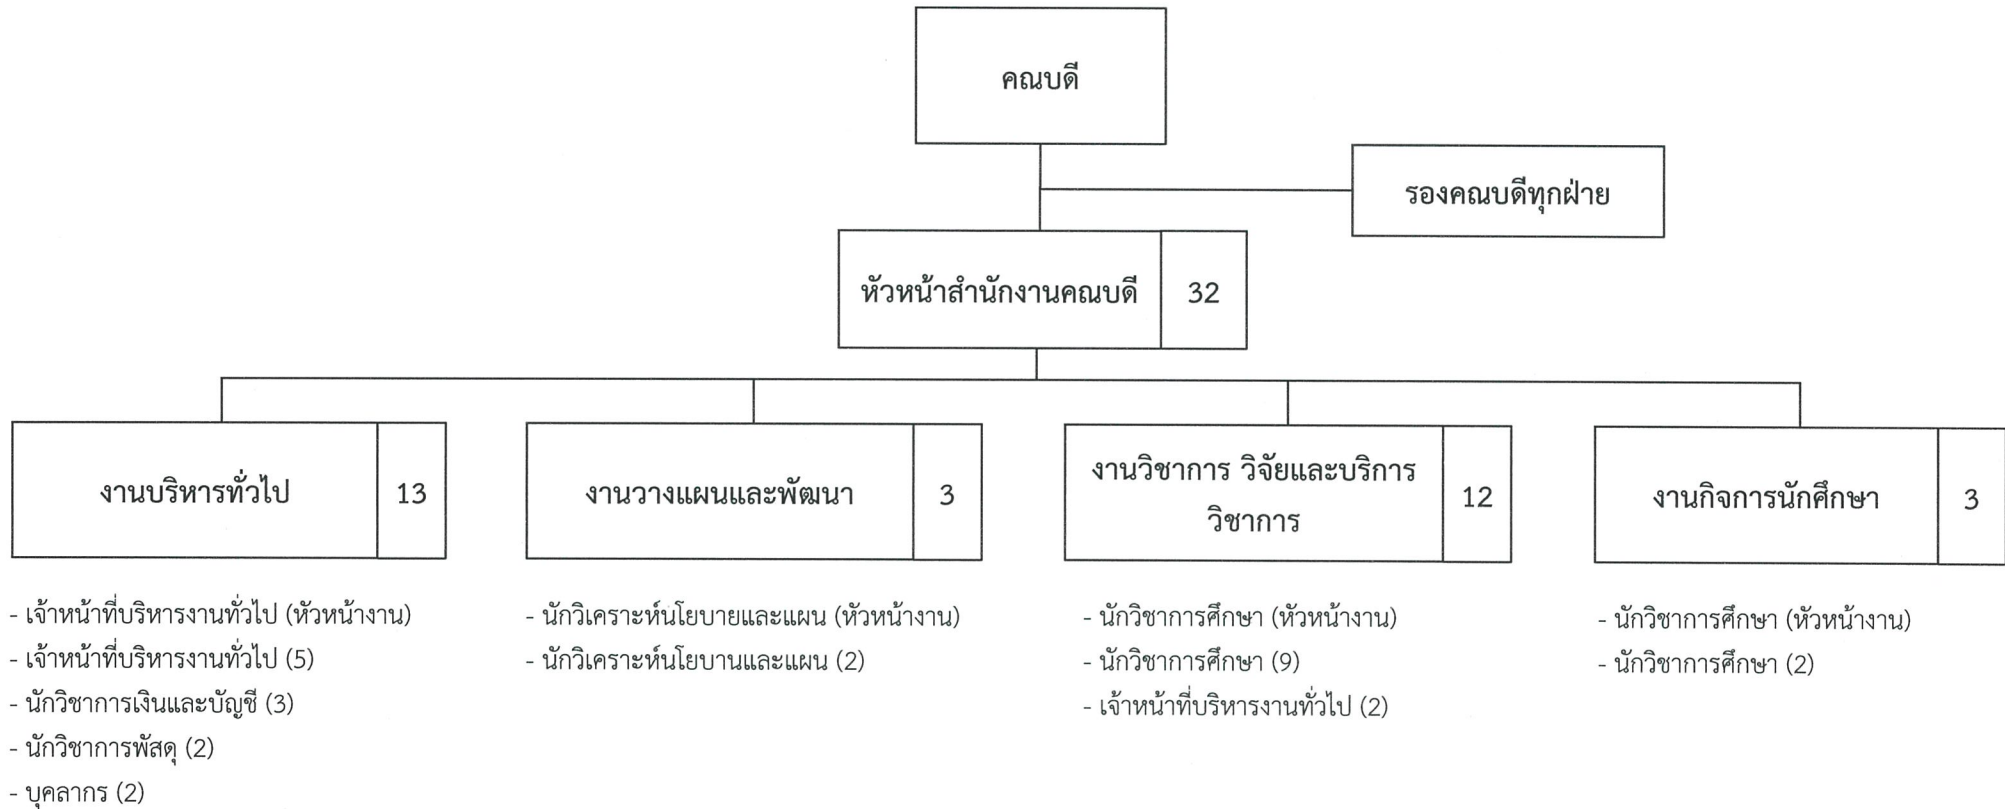 คณบดี
รองคณบดีทุกฝ่าย
หัวหน้าสำนักงานคณบดี 32
งานบริหารทั่วไป 13
งานวางแผนและพัฒนา 3
งานวิชาการ วิจัยและบริการ
วิชาการ
12
งานกิจการนักศึกษา 3
- เจ้าหน้าที่บริหารงานทั่วไป (หัวหน้างาน)
- เจ้าหน้าที่บริหารงานทั่วไป (5)
- นักวิชาการเงินและบัญชี (3)
- นักวิชาการพัสดุ (2)
- บุคลากร (2)
- นักวิเคราะห์นโยบายและแผน (หัวหน้างาน)
- นักวิเคราะห์นโยบานและแผน (2)
- นักวิชาการศึกษา (หัวหน้างาน)
- นักวิชาการศึกษา (9)
- เจ้าหน้าที่บริหารงานทั่วไป (2)
- นักวิชาการศึกษา (หัวหน้างาน)
- นักวิชาการศึกษา (2)